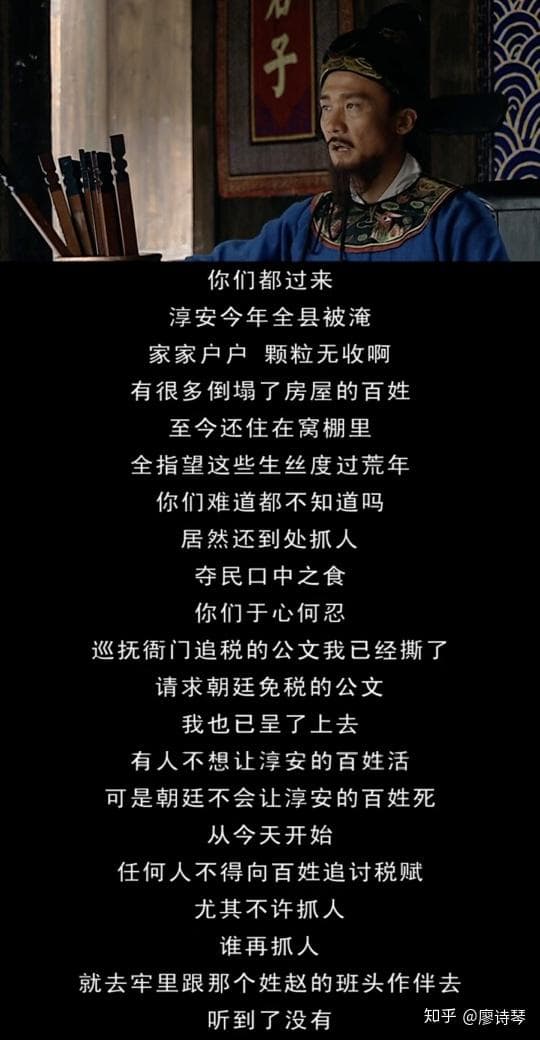 子
你们都过来
淳安今年全县被淹
家家户户 颗粒无收啊
有很多倒塌了房屋的百姓
至今还住在窝棚里
全指望这些生丝度过荒年
你们难道都不知道吗
居然还到处抓人
夺民口中之食
你们于心何忍
巡抚衙门追税的公文我已经撕了
请求朝廷免税的公文
我也已呈了上去
有人不想让淳安的百姓活
可是朝廷不会让淳安的百姓死
从今天开始
任何人不得向百姓追讨税赋
尤其不许抓人
谁再抓人
就去牢里跟那个姓赵的班头作伴去
听到了没有
知乎 @廖诗琴